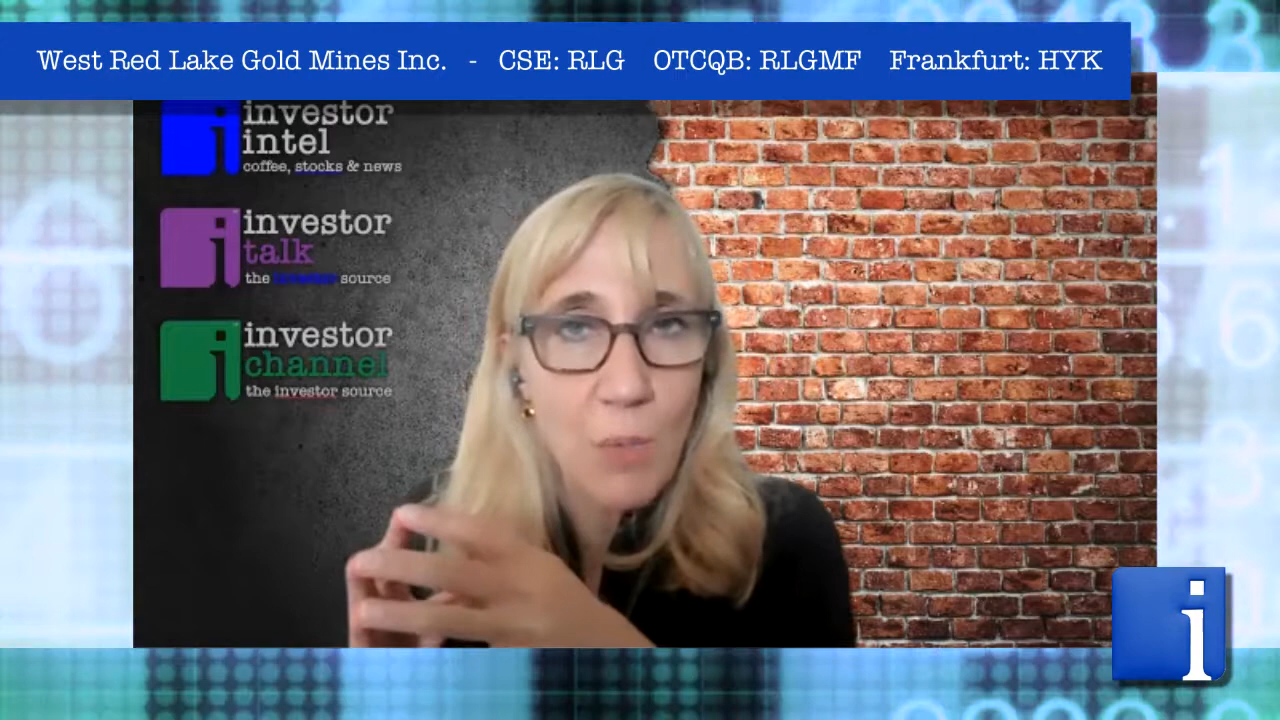 West Red Lake Gold Mines Inc. - CSE: RLG OTCQB: RLGMF Frankfurt: HYK
i investor
intel
coffee, stocks & news
i investor
talk
the investor source
i investor
channel
the investor source
i